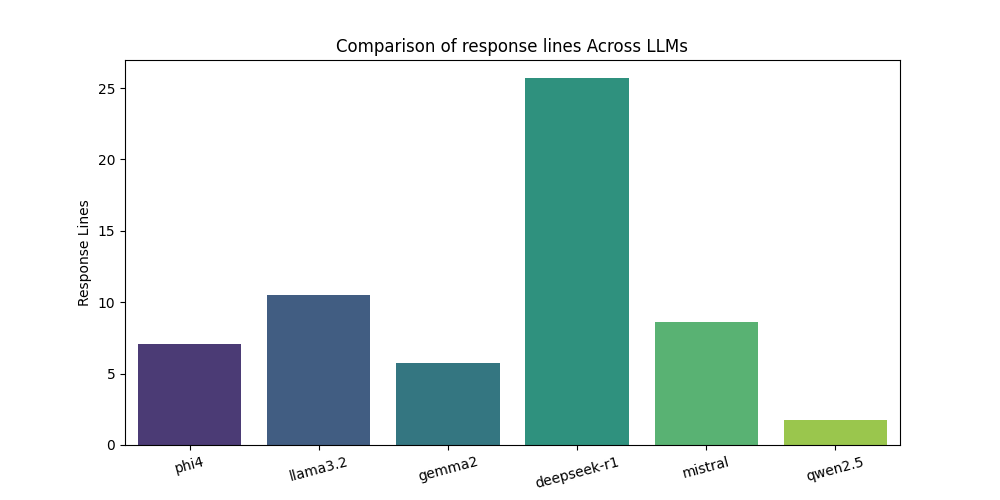 Comparison of response lines Across LLMs
Response Lines
25
20
15
10
5
0
phi4
llama3.2
gemma2
deepseek-r1
mistral
qwen2.5